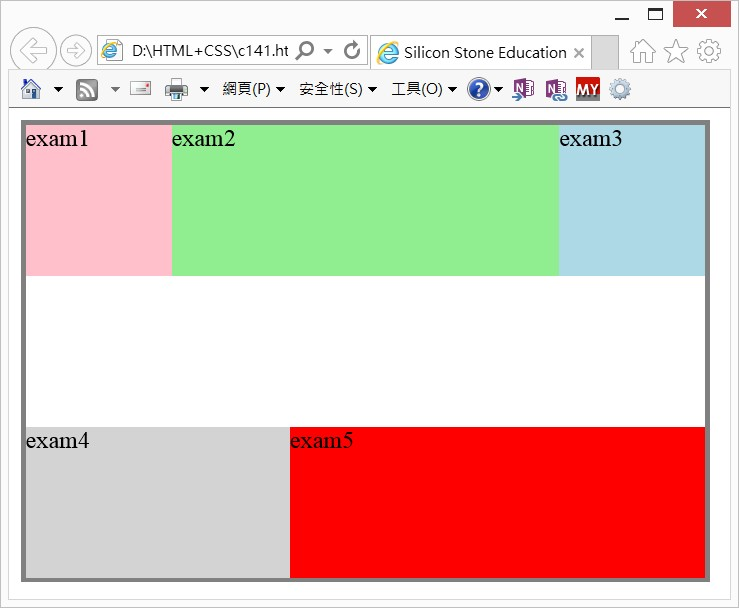 D:\HTML+CSS\c141.ht
Silicon Stone Education
網頁(P) 安全性(S) 工具(O) ? N N MY
exam1 exam2 exam3
exam4 exam5